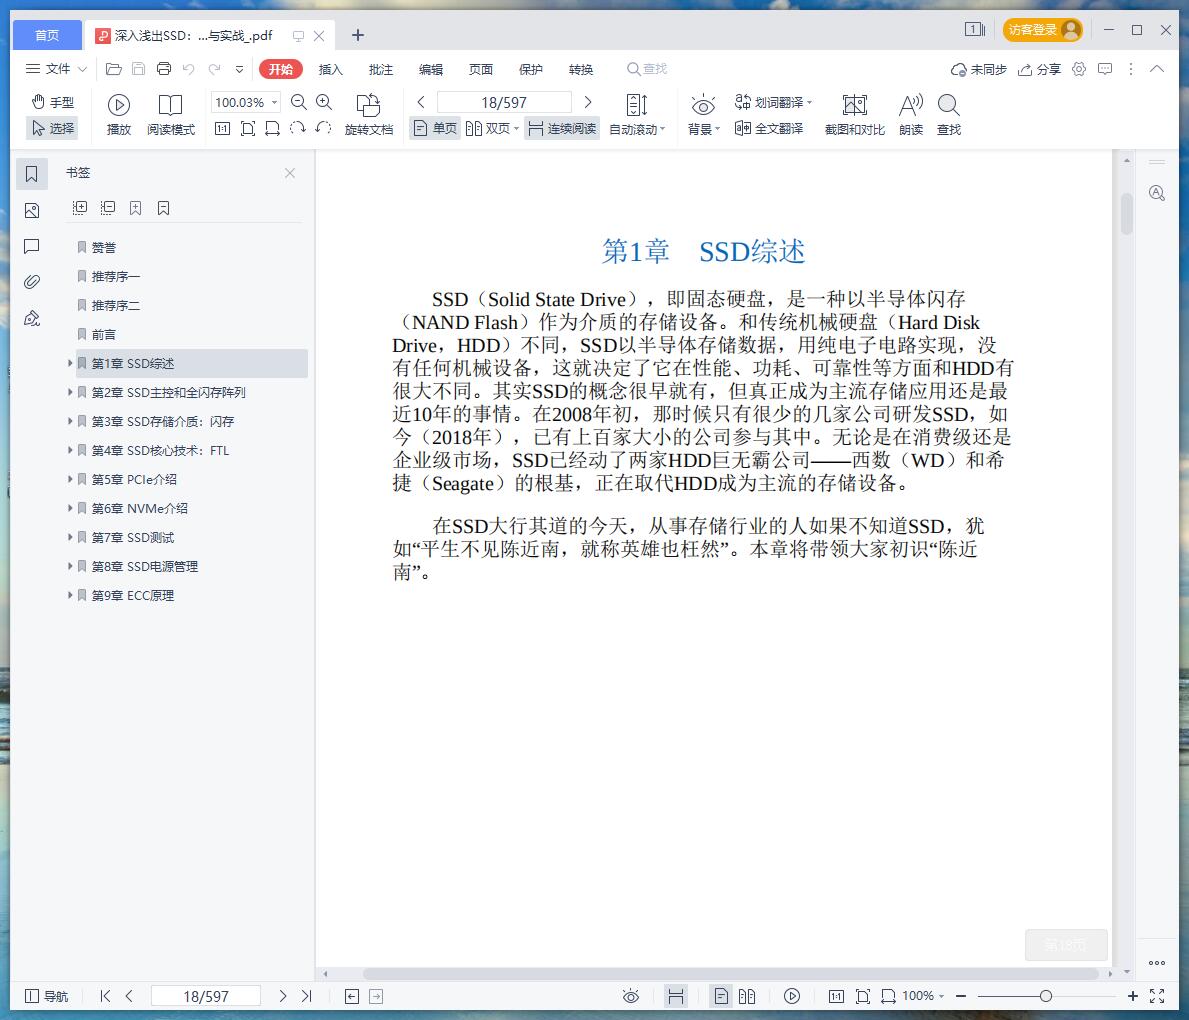 首页
深入浅出SSD：...与实战_.pdf
1
访客登录
文件
开始
插入
批注
编辑
页面
保护
转换
查找
未同步
分享
手型
选择
播放
阅读模式
100.03%
1:1
旋转文档
18/597
单页
双页
连续阅读
自动滚动
背景
划词翻译
全文翻译
截图和对比
朗读
查找
书签
赞誉
推荐序一
推荐序二
前言
第1章 SSD综述
第2章 SSD主控和全闪存阵列
第3章 SSD存储介质：闪存
第4章 SSD核心技术：FTL
第5章 PCIe介绍
第6章 NVMe介绍
第7章 SSD测试
第8章 SSD电源管理
第9章 ECC原理
第1章 SSD综述
SSD（Solid State Drive），即固态硬盘，是一种以半导体闪存
（NAND Flash）作为介质的存储设备。和传统机械硬盘（Hard Disk
Drive，HDD）不同，SSD以半导体存储数据，用纯电子电路实现，没
有任何机械设备，这就决定了它在性能、功耗、可靠性等方面和HDD有
很大不同。其实SSD的概念很早就有，但真正成为主流存储应用还是最
近10年的事情。在2008年初，那时候只有很少的几家公司研发SSD，如
今（2018年），已有上百家大小的公司参与其中。无论是在消费级还是
企业级市场，SSD已经动了两家HDD巨无霸公司——西数（WD）和希
捷（Seagate）的根基，正在取代HDD成为主流的存储设备。
在SSD大行其道的今天，从事存储行业的人如果不知道SSD，犹
如“平生不见陈近南，就称英雄也枉然”。本章将带领大家初识“陈近
南”。
第18页
导航
18/597
1:1
100%